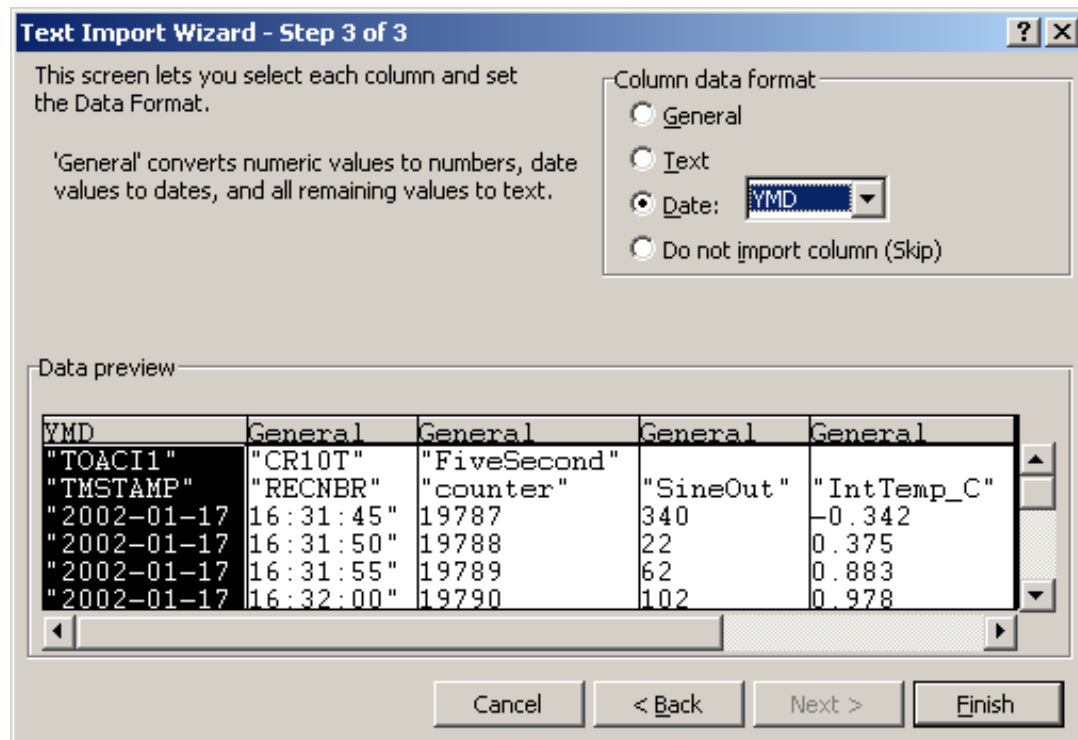 Text Import Wizard - Step 3 of 3
This screen lets you select each column and set
the Data Format.
'General' converts numeric values to numbers, date
values to dates, and all remaining values to text.
Column data format
General
Text
Date: YMD
Do not import column (Skip)
Data preview
YMD General General General General
"TOACI1" "CR10T" "FiveSecond"
"TMSTAMP" "RECNBR" "counter" "SineOut" "IntTemp_C"
"2002-01-17 16:31:45" 19787 340 -0.342
"2002-01-17 16:31:50" 19788 22 0.375
"2002-01-17 16:31:55" 19789 62 0.883
"2002-01-17 16:32:00" 19790 102 0.978
Cancel < Back Next > Finish